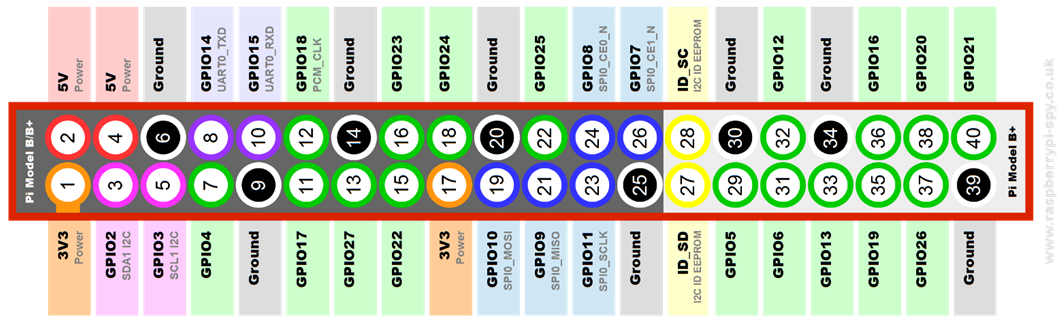 5V
Power
5V
Power
Ground
GPIO14
UART0_TXD
GPIO15
UART0_RXD
GPIO18
PCM_CLK
Ground
GPIO23
GPIO24
Ground
GPIO25
GPIO8
SPI0_CE0_N
GPIO7
SPI0_CE1_N
ID_SC
I2C ID EEPROM
Ground
GPIO12
Ground
GPIO16
GPIO20
GPIO21
Pi Model B/B+
2 4 6 8 10 12 14 16 18 20 22 24 26 28 30 32 34 36 38 40
1 3 5 7 9 11 13 15 17 19 21 23 25 27 29 31 33 35 37 39
Pi Model B+
3V3
Power
GPIO2
SDA1 I2C
GPIO3
SCL1 I2C
GPIO4
Ground
GPIO17
GPIO27
GPIO22
3V3
Power
GPIO10
SPI0_MOSI
GPIO9
SPI0_MISO
GPIO11
SPI0_SCLK
Ground
ID_SD
I2C ID EEPROM
GPIO5
GPIO6
GPIO13
GPIO19
GPIO26
Ground
www.raspberrypi-spy.co.uk